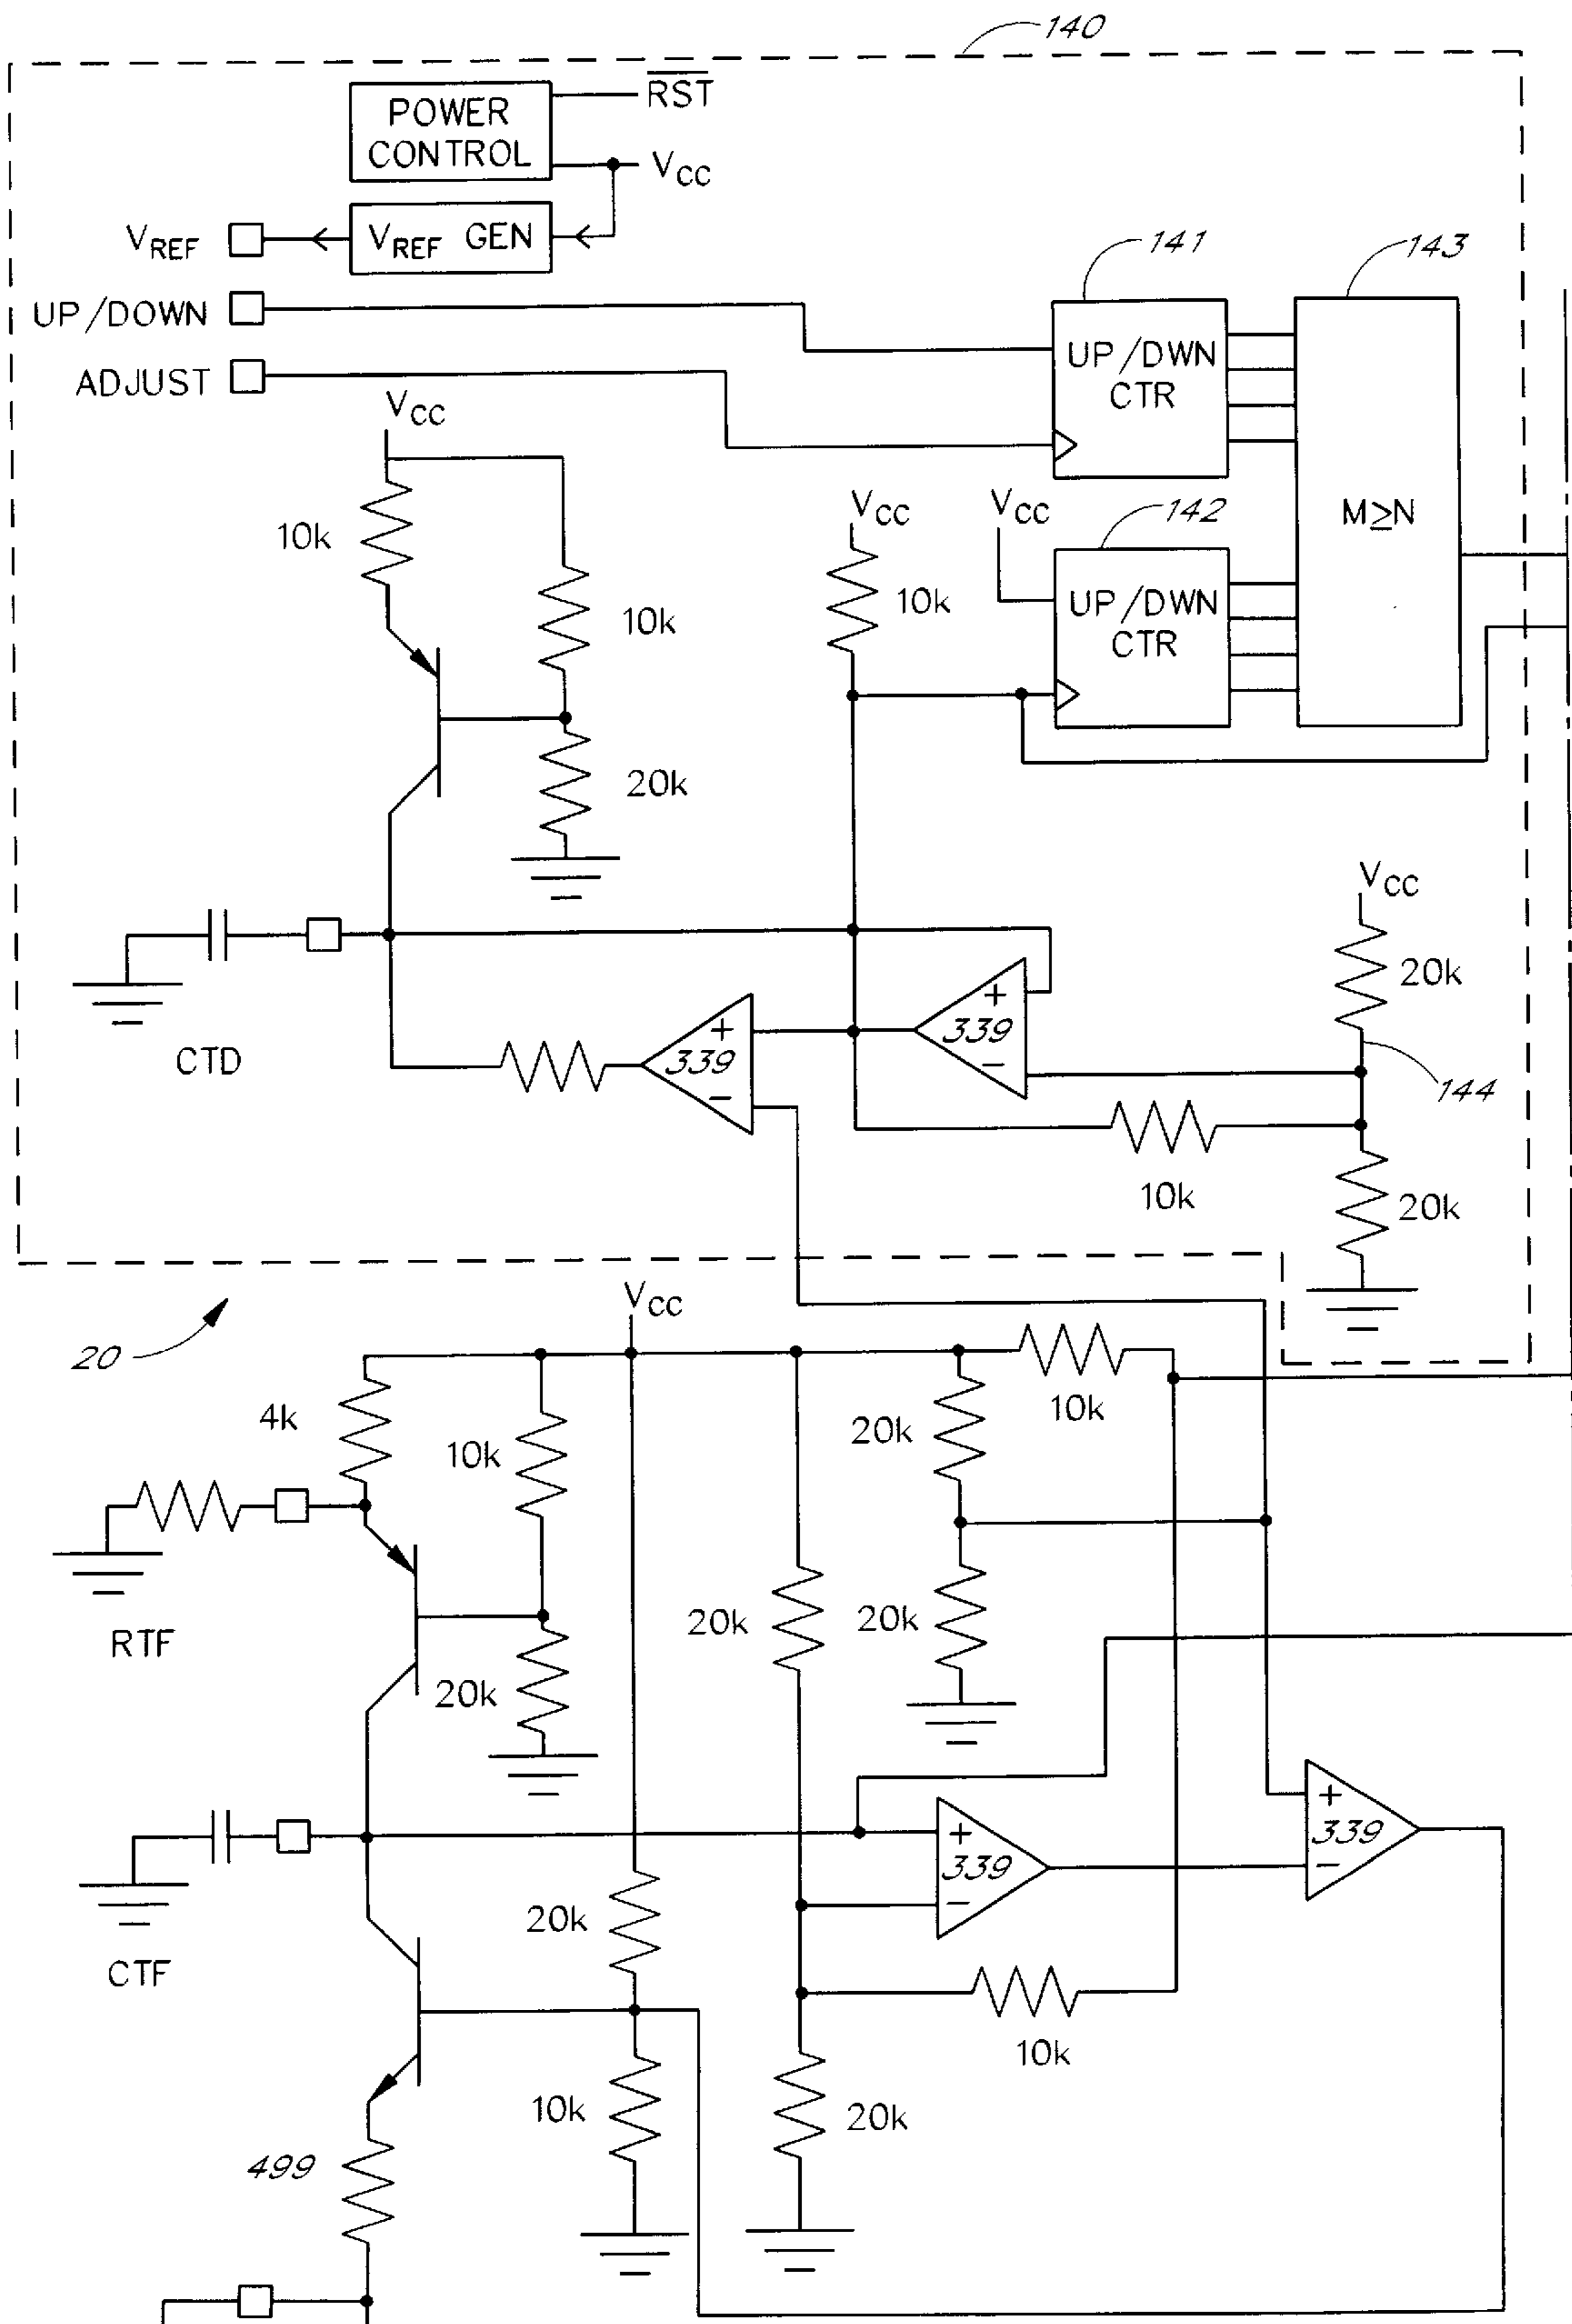 140
POWER
CONTROL
RST
VCC
VREF
VREF GEN
UP/DOWN
ADJUST
141
143
UP/DWN
CTR
VCC
10k
10k
20k
VCC
10k
VCC
142
UP/DWN
CTR
M≥N
CTD
+
339
−
+
339
−
VCC
20k
144
10k
20k
20
VCC
4k
10k
20k
10k
RTF
20k
20k
20k
CTF
20k
+
339
−
+
339
−
10k
10k
20k
499